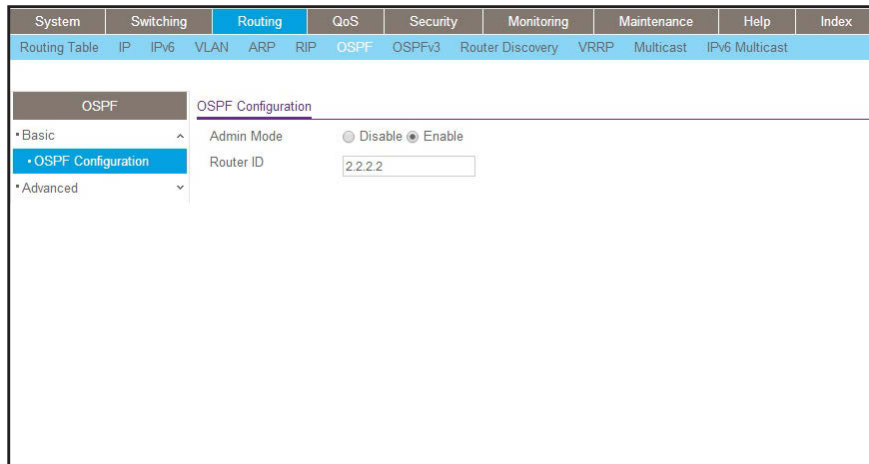 System Switching Routing QoS Security Monitoring Maintenance Help Index
Routing Table IP IPv6 VLAN ARP RIP OSPF OSPFv3 Router Discovery VRRP Multicast IPv6 Multicast
OSPF
Basic
OSPF Configuration
Advanced
OSPF Configuration
Admin Mode Disable Enable
Router ID 2.2.2.2